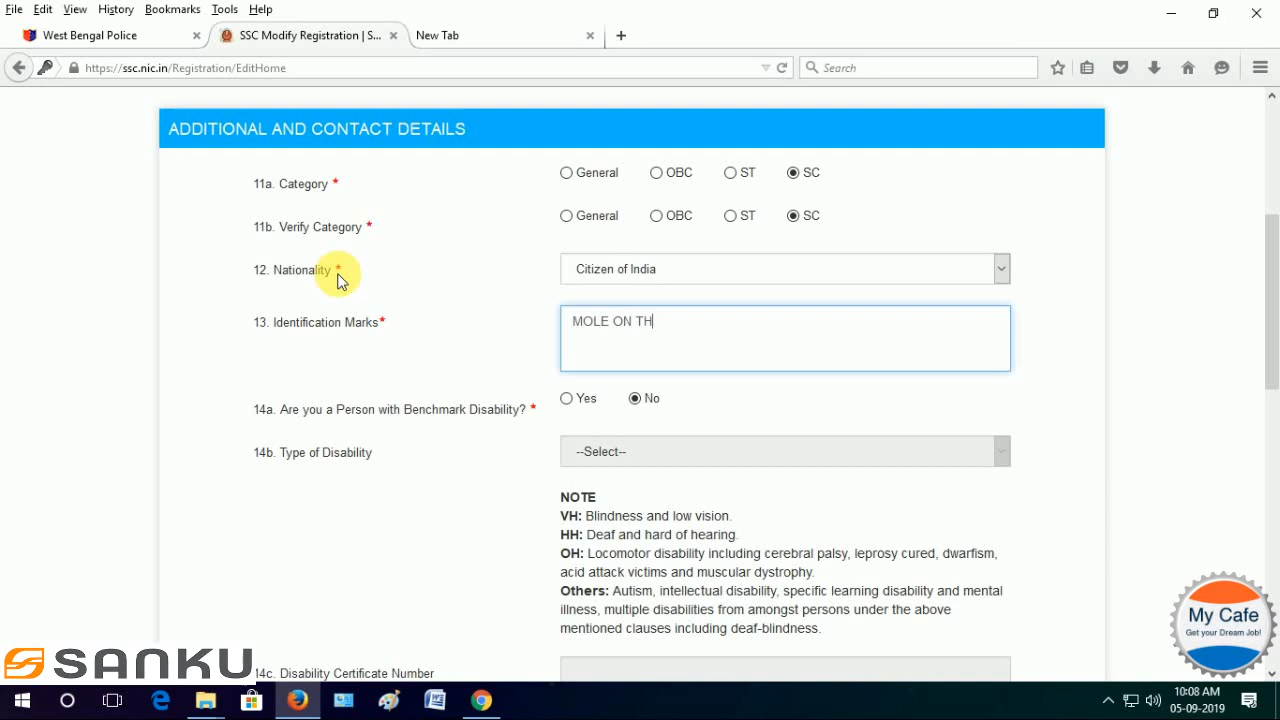 File Edit View History Bookmarks Tools Help
West Bengal Police
SSC Modify Registration | S...
New Tab
https://ssc.nic.in/Registration/EditHome
Search
ADDITIONAL AND CONTACT DETAILS
11a. Category * General OBC ST SC
11b. Verify Category * General OBC ST SC
12. Nationality * Citizen of India
13. Identification Marks* MOLE ON TH
14a. Are you a Person with Benchmark Disability? * Yes No
14b. Type of Disability --Select--
NOTE
VH: Blindness and low vision.
HH: Deaf and hard of hearing.
OH: Locomotor disability including cerebral palsy, leprosy cured, dwarfism,
acid attack victims and muscular dystrophy.
Others: Autism, intellectual disability, specific learning disability and mental
illness, multiple disabilities from amongst persons under the above
mentioned clauses including deaf-blindness.
My Cafe
Get your Dream Job!
SANKU
14c. Disability Certificate Number
10:08 AM
05-09-2019